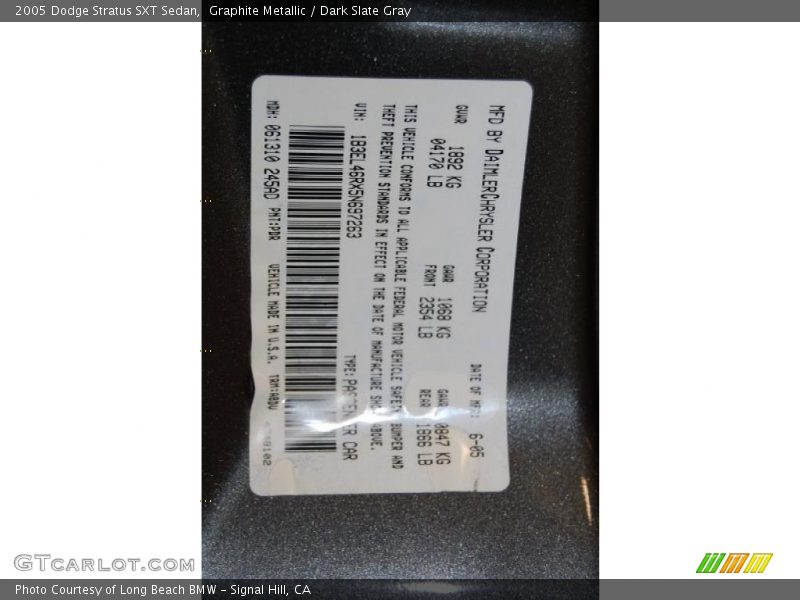 2005 Dodge Stratus SXT Sedan, Graphite Metallic / Dark Slate Gray
MFD BY DAIMLERCHRYSLER CORPORATION
DATE OF MFR: 6-05
GVWR 1892 KG
04170 LB
GAWR FRONT 1068 KG
2354 LB
GAWR REAR 0847 KG
1866 LB
THIS VEHICLE CONFORMS TO ALL APPLICABLE FEDERAL MOTOR VEHICLE SAFETY, BUMPER AND
THEFT PREVENTION STANDARDS IN EFFECT ON THE DATE OF MANUFACTURE SHOWN ABOVE.
VIN: 1B3EL46RX5N697263
TYPE: PASSENGER CAR
MDH: 061310 245AD PNT: PDR VEHICLE MADE IN U.S.A.
GTCARLOT.COM
Photo Courtesy of Long Beach BMW – Signal Hill, CA